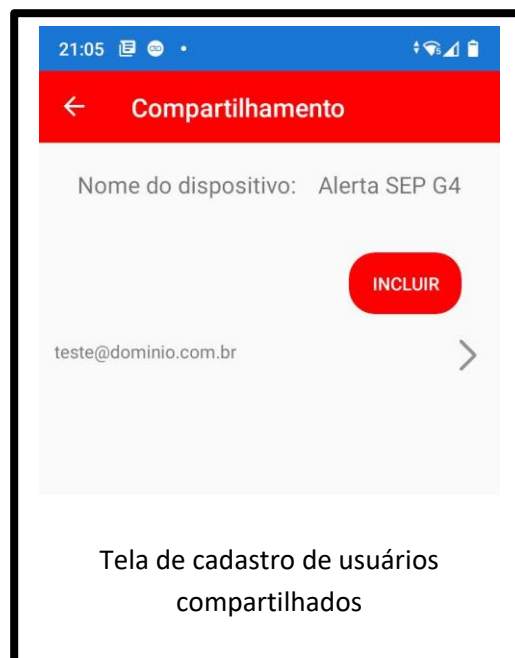 21:05
Compartilhamento
Nome do dispositivo: Alerta SEP G4
INCLUIR
teste@dominio.com.br
Tela de cadastro de usuários
compartilhados